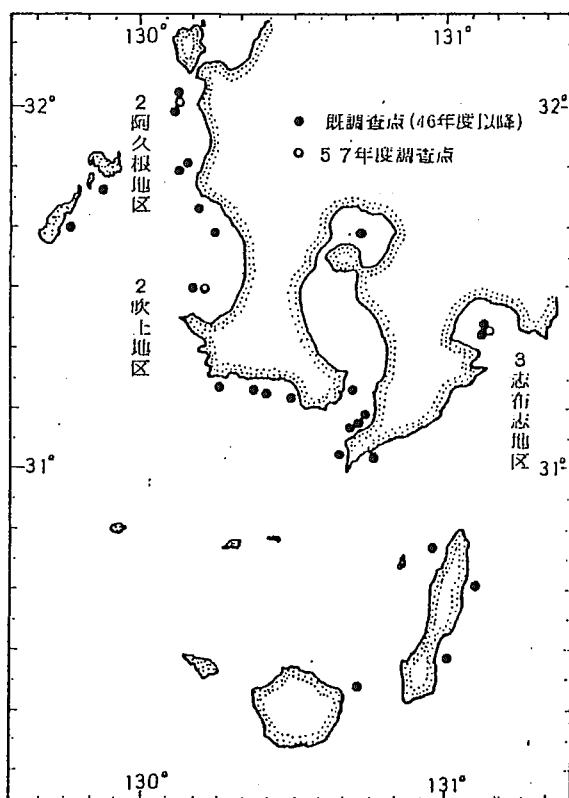 130°
131°
32°
32°
● 既調査点(46年度以降)
○ 57年度調査点
2阿久根地区
2吹上地区
3志布志地区
31°
31°
130°
131°